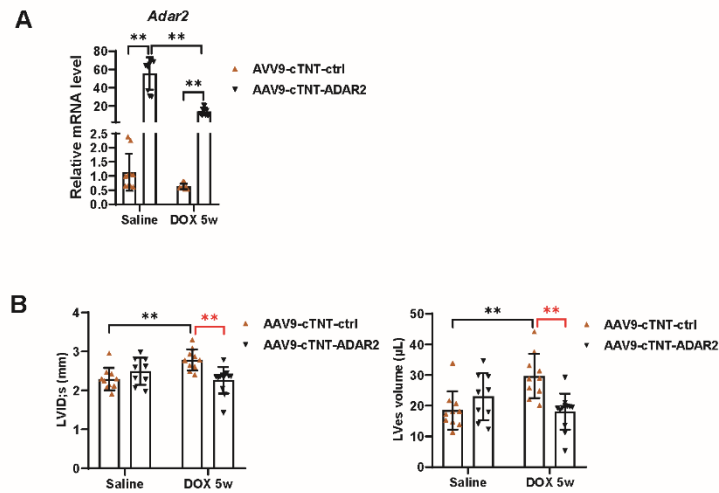 A
Adar2
** ** **
AVV9-cTNT-ctrl
AAV9-cTNT-ADAR2
Relative mRNA level
80
60
40
20
2.5
2.0
1.5
1.0
0.5
0.0
Saline DOX 5w
B
** **
AAV9-cTNT-ctrl
AAV9-cTNT-ADAR2
LVID;s (mm)
4
3
2
1
0
Saline DOX 5w
** **
AAV9-cTNT-ctrl
AAV9-cTNT-ADAR2
LVes volume (µL)
50
40
30
20
10
0
Saline DOX 5w